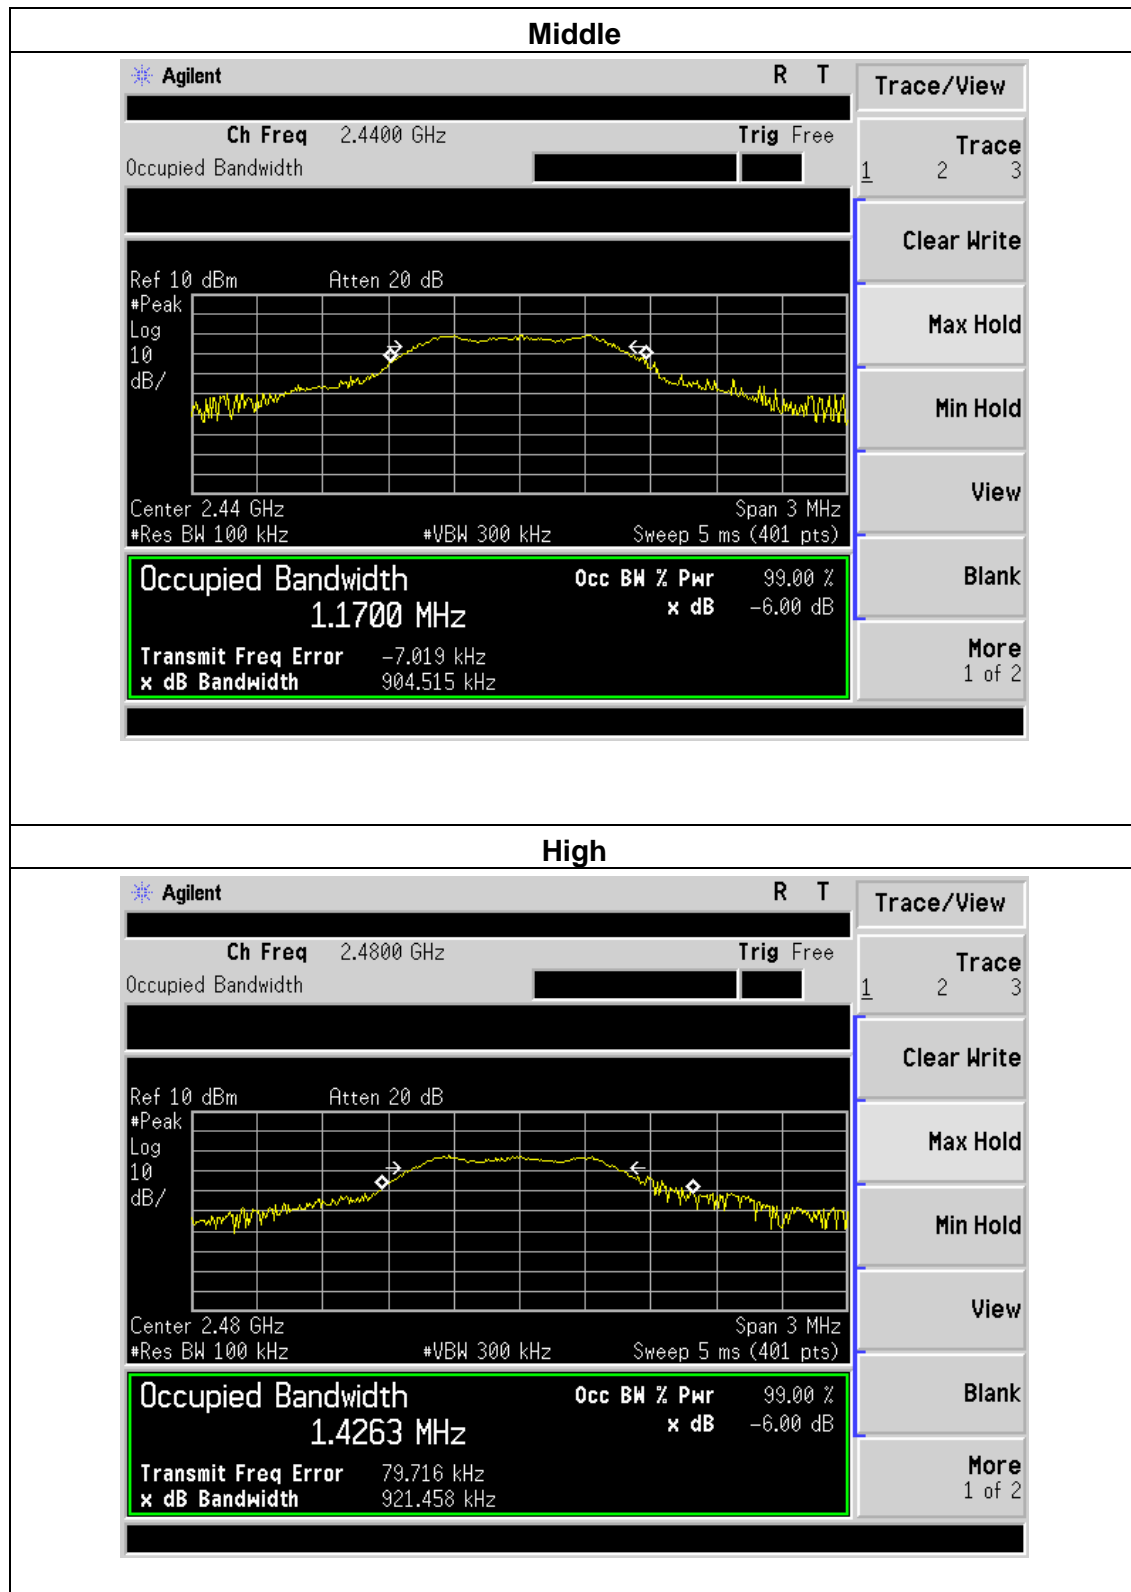 Middle
Agilent R T Trace/View
Ch Freq 2.4400 GHz Trig Free
Occupied Bandwidth
Trace
1 2 3
Clear Write
Max Hold
Min Hold
View
Blank
More
1 of 2
Ref 10 dBm Atten 20 dB
#Peak
Log
10
dB/
Center 2.44 GHz Span 3 MHz
#Res BW 100 kHz #VBW 300 kHz Sweep 5 ms (401 pts)
Occupied Bandwidth Occ BW % Pwr 99.00 %
1.1700 MHz x dB -6.00 dB
Transmit Freq Error -7.019 kHz
x dB Bandwidth 904.515 kHz
High
Agilent R T Trace/View
Ch Freq 2.4800 GHz Trig Free
Occupied Bandwidth
Trace
1 2 3
Clear Write
Max Hold
Min Hold
View
Blank
More
1 of 2
Ref 10 dBm Atten 20 dB
#Peak
Log
10
dB/
Center 2.48 GHz Span 3 MHz
#Res BW 100 kHz #VBW 300 kHz Sweep 5 ms (401 pts)
Occupied Bandwidth Occ BW % Pwr 99.00 %
1.4263 MHz x dB -6.00 dB
Transmit Freq Error 79.716 kHz
x dB Bandwidth 921.458 kHz